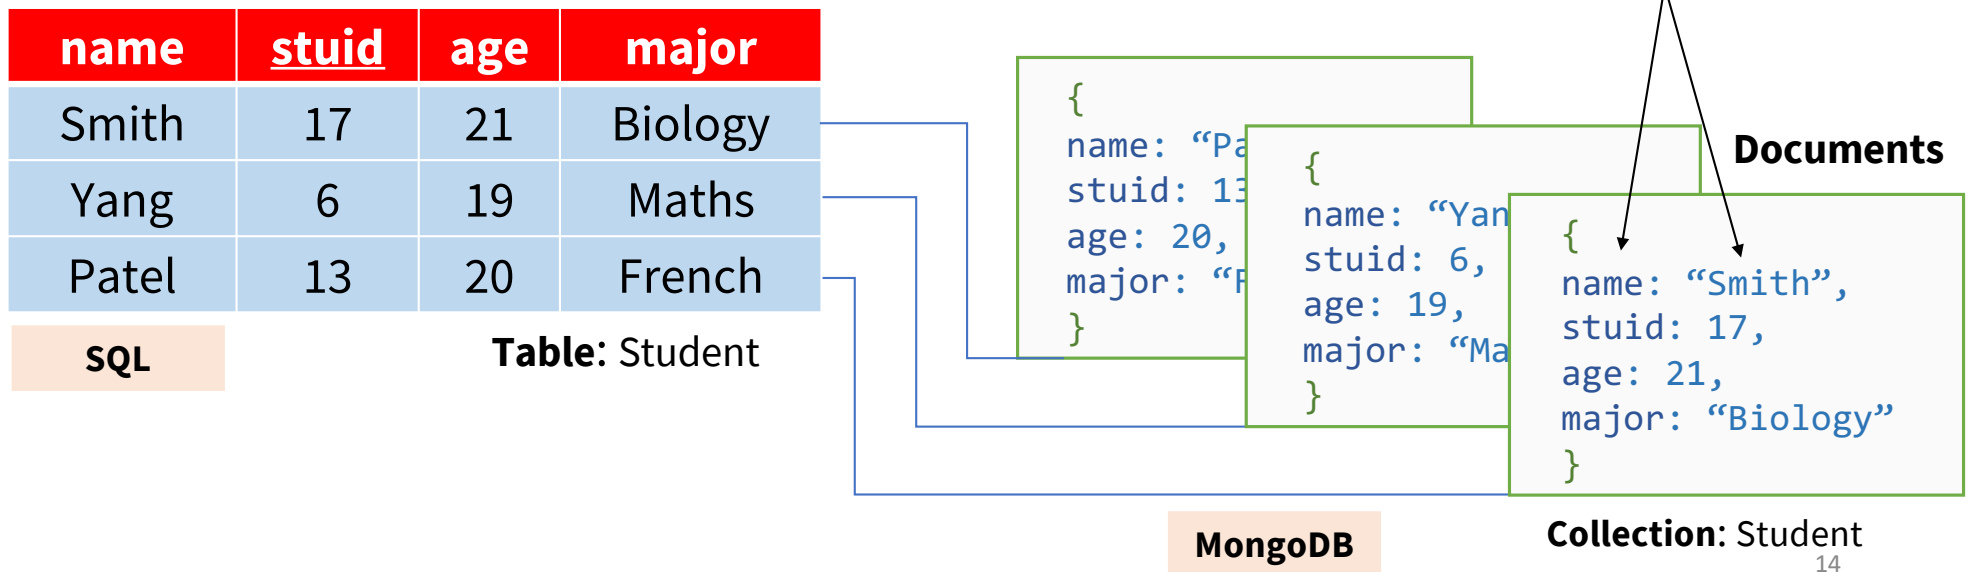 name stuid age major
Smith 17 21 Biology
Yang 6 19 Maths
Patel 13 20 French
SQL
Table: Student
{
name: “Pa
stuid: 13
age: 20,
major: “F
}
{
name: “Yan
stuid: 6,
age: 19,
major: “Ma
}
Documents
{
name: “Smith”,
stuid: 17,
age: 21,
major: “Biology”
}
MongoDB
Collection: Student
14